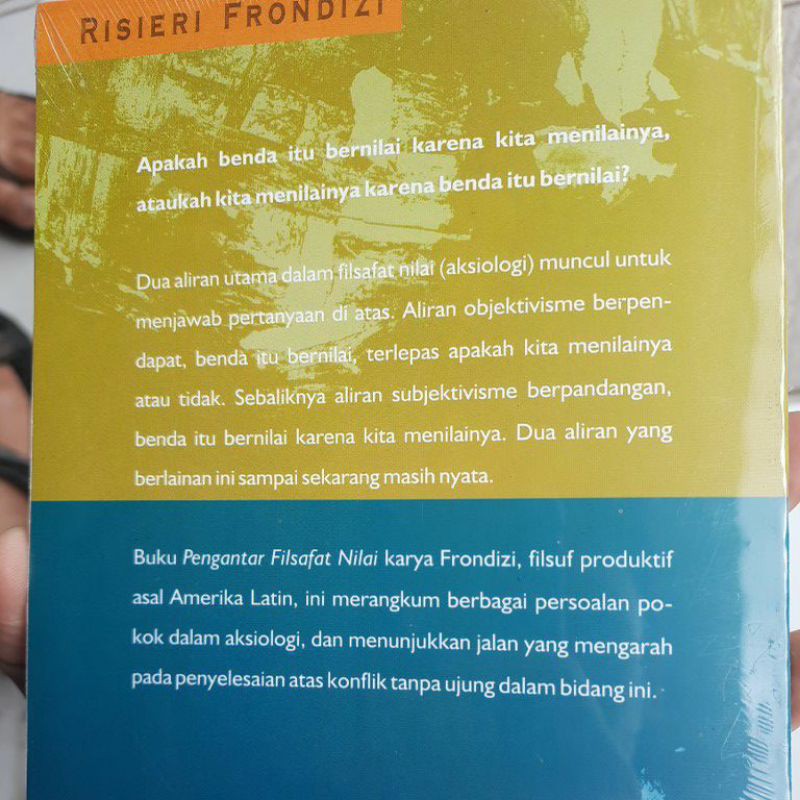 RISIERI FRONDIZI
Apakah benda itu bernilai karena kita menilainya,
ataukah kita menilainya karena benda itu bernilai?
Dua aliran utama dalam filsafat nilai (aksiologi) muncul untuk
menjawab pertanyaan di atas. Aliran objektivisme berpen-
dapat, benda itu bernilai, terlepas apakah kita menilainya
atau tidak. Sebaliknya aliran subjektivisme berpandangan,
benda itu bernilai karena kita menilainya. Dua aliran yang
berlainan ini sampai sekarang masih nyata.
Buku Pengantar Filsafat Nilai karya Frondizi, filsuf produktif
asal Amerika Latin, ini merangkum berbagai persoalan po-
kok dalam aksiologi, dan menunjukkan jalan yang mengarah
pada penyelesaian atas konflik tanpa ujung dalam bidang ini.